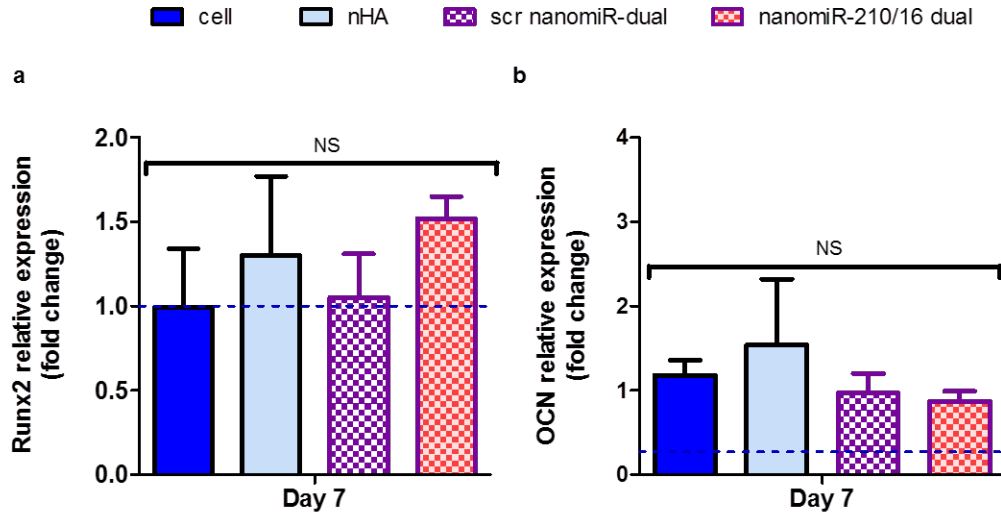 cell nHA scr nanomiR-dual nanomiR-210/16 dual
a
b
Runx2 relative expression
(fold change)
2.0
1.5
1.0
0.5
0.0
NS
Day 7
OCN relative expression
(fold change)
4
3
2
1
0
NS
Day 7